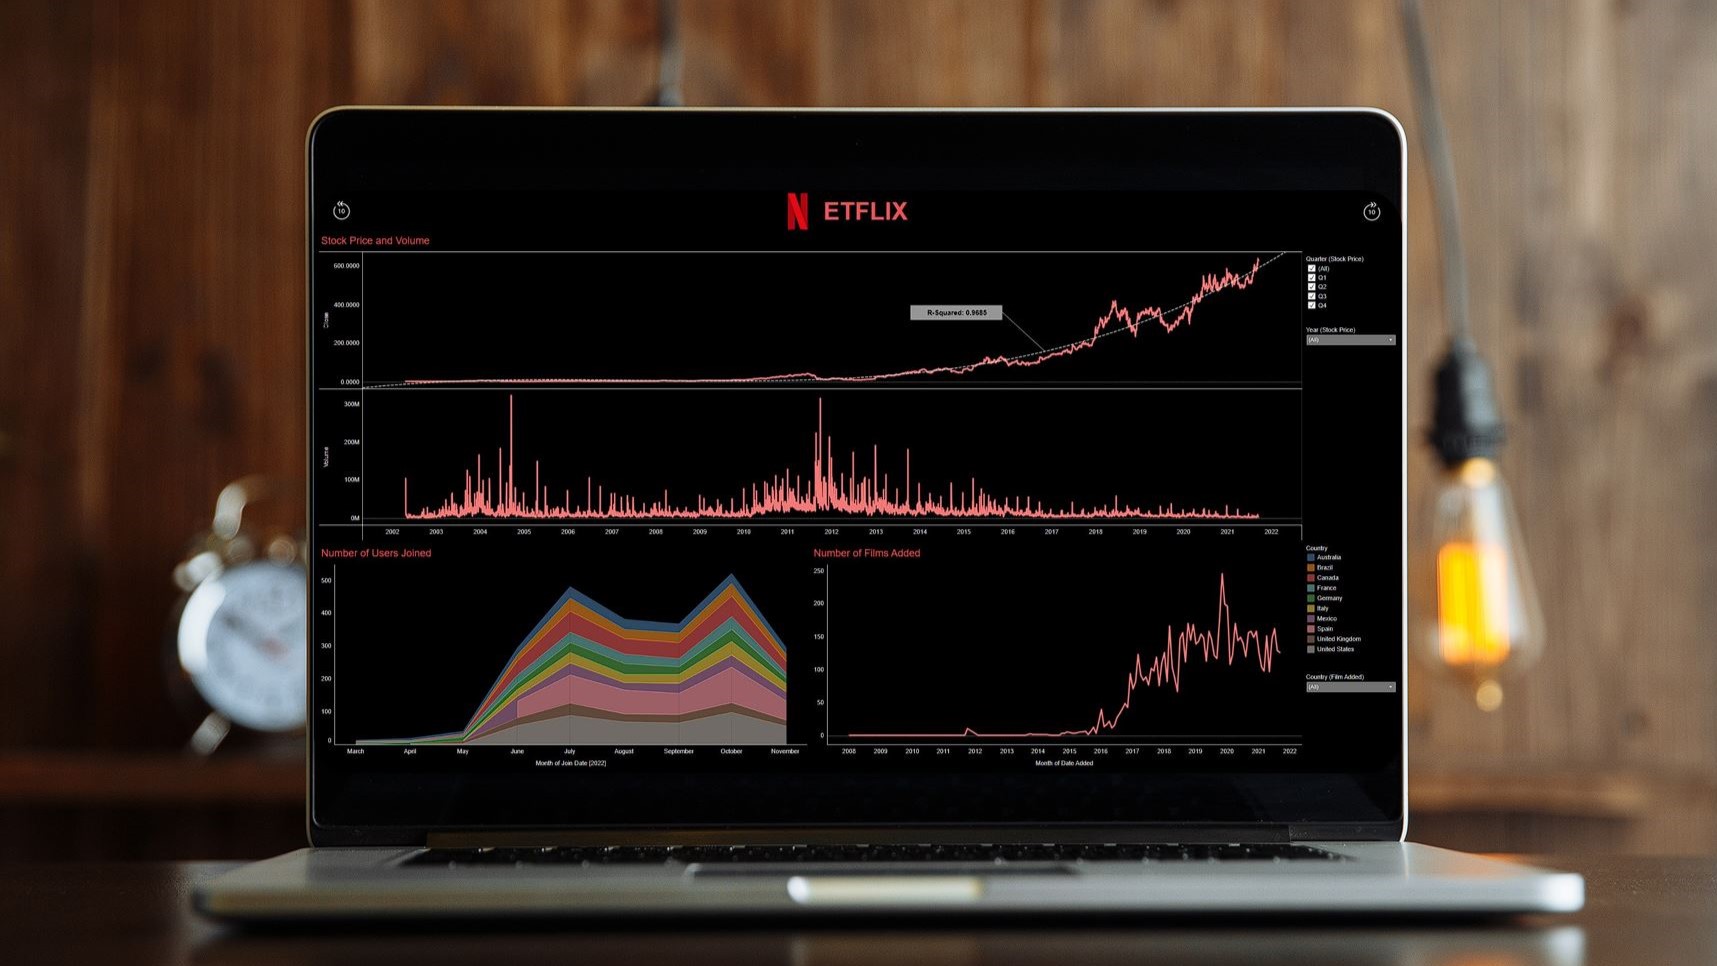 10
N ETFLIX
10
Stock Price and Volume
600.0000
400.0000
200.0000
0.0000
Close
R-Squared: 0.9685
Quarter (Stock Price)
(All)
Q1
Q2
Q3
Q4
Year (Stock Price)
(All)
300M
200M
100M
0M
Volume
2002 2003 2004 2005 2006 2007 2008 2009 2010 2011 2012 2013 2014 2015 2016 2017 2018 2019 2020 2021 2022
Number of Users Joined
500
400
300
200
100
0
March April May June July August September October November
Month of Join Date [2022]
Number of Films Added
250
200
150
100
50
0
2008 2009 2010 2011 2012 2013 2014 2015 2016 2017 2018 2019 2020 2021 2022
Month of Date Added
Country
Australia
Brazil
Canada
France
Germany
Italy
Mexico
Spain
United Kingdom
United States
Country (Film Added)
(All)